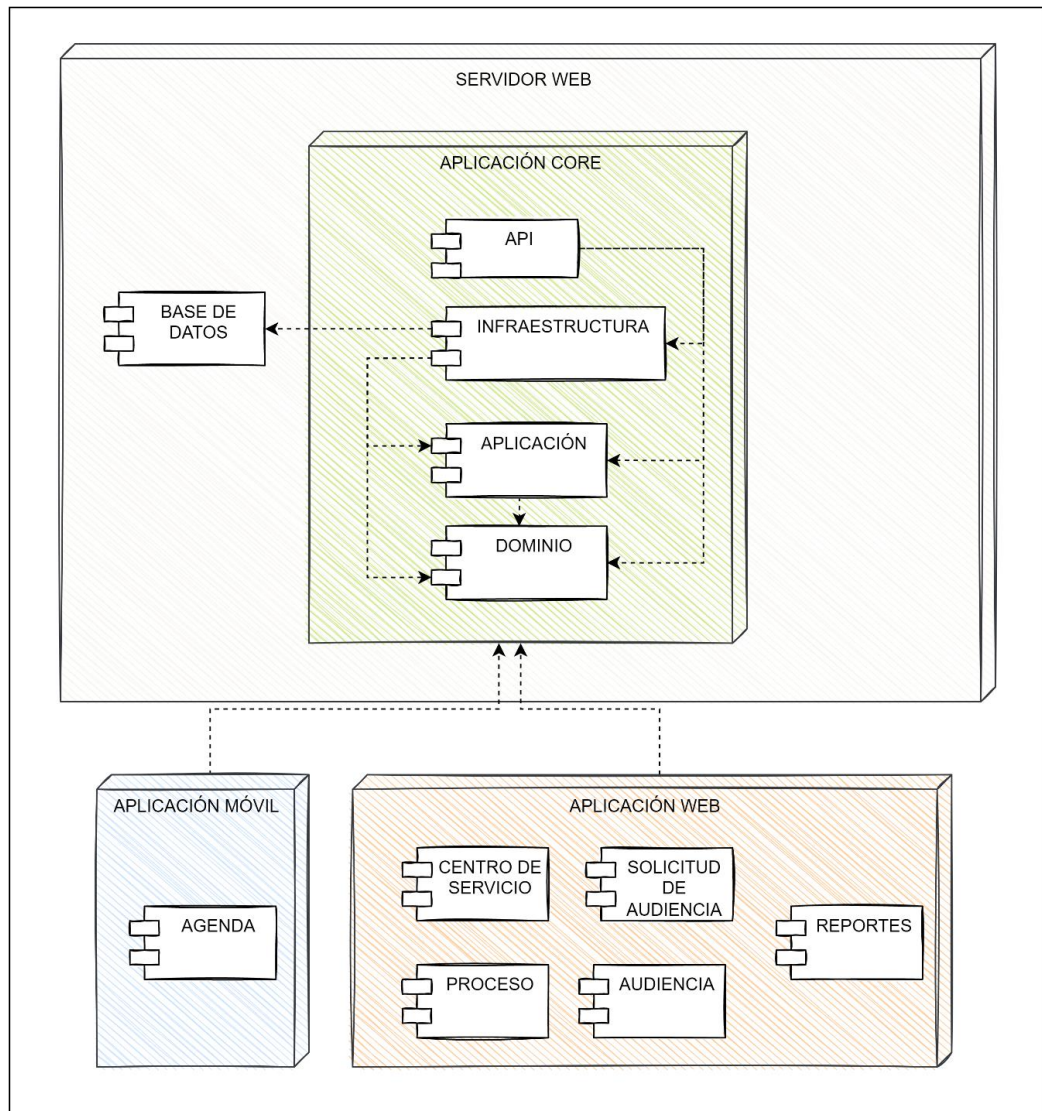 SERVIDOR WEB
APLICACIÓN CORE
API
BASE DE
DATOS
INFRAESTRUCTURA
APLICACIÓN
DOMINIO
APLICACIÓN MÓVIL
AGENDA
APLICACIÓN WEB
CENTRO DE
SERVICIO
SOLICITUD
DE
AUDIENCIA
REPORTES
PROCESO
AUDIENCIA